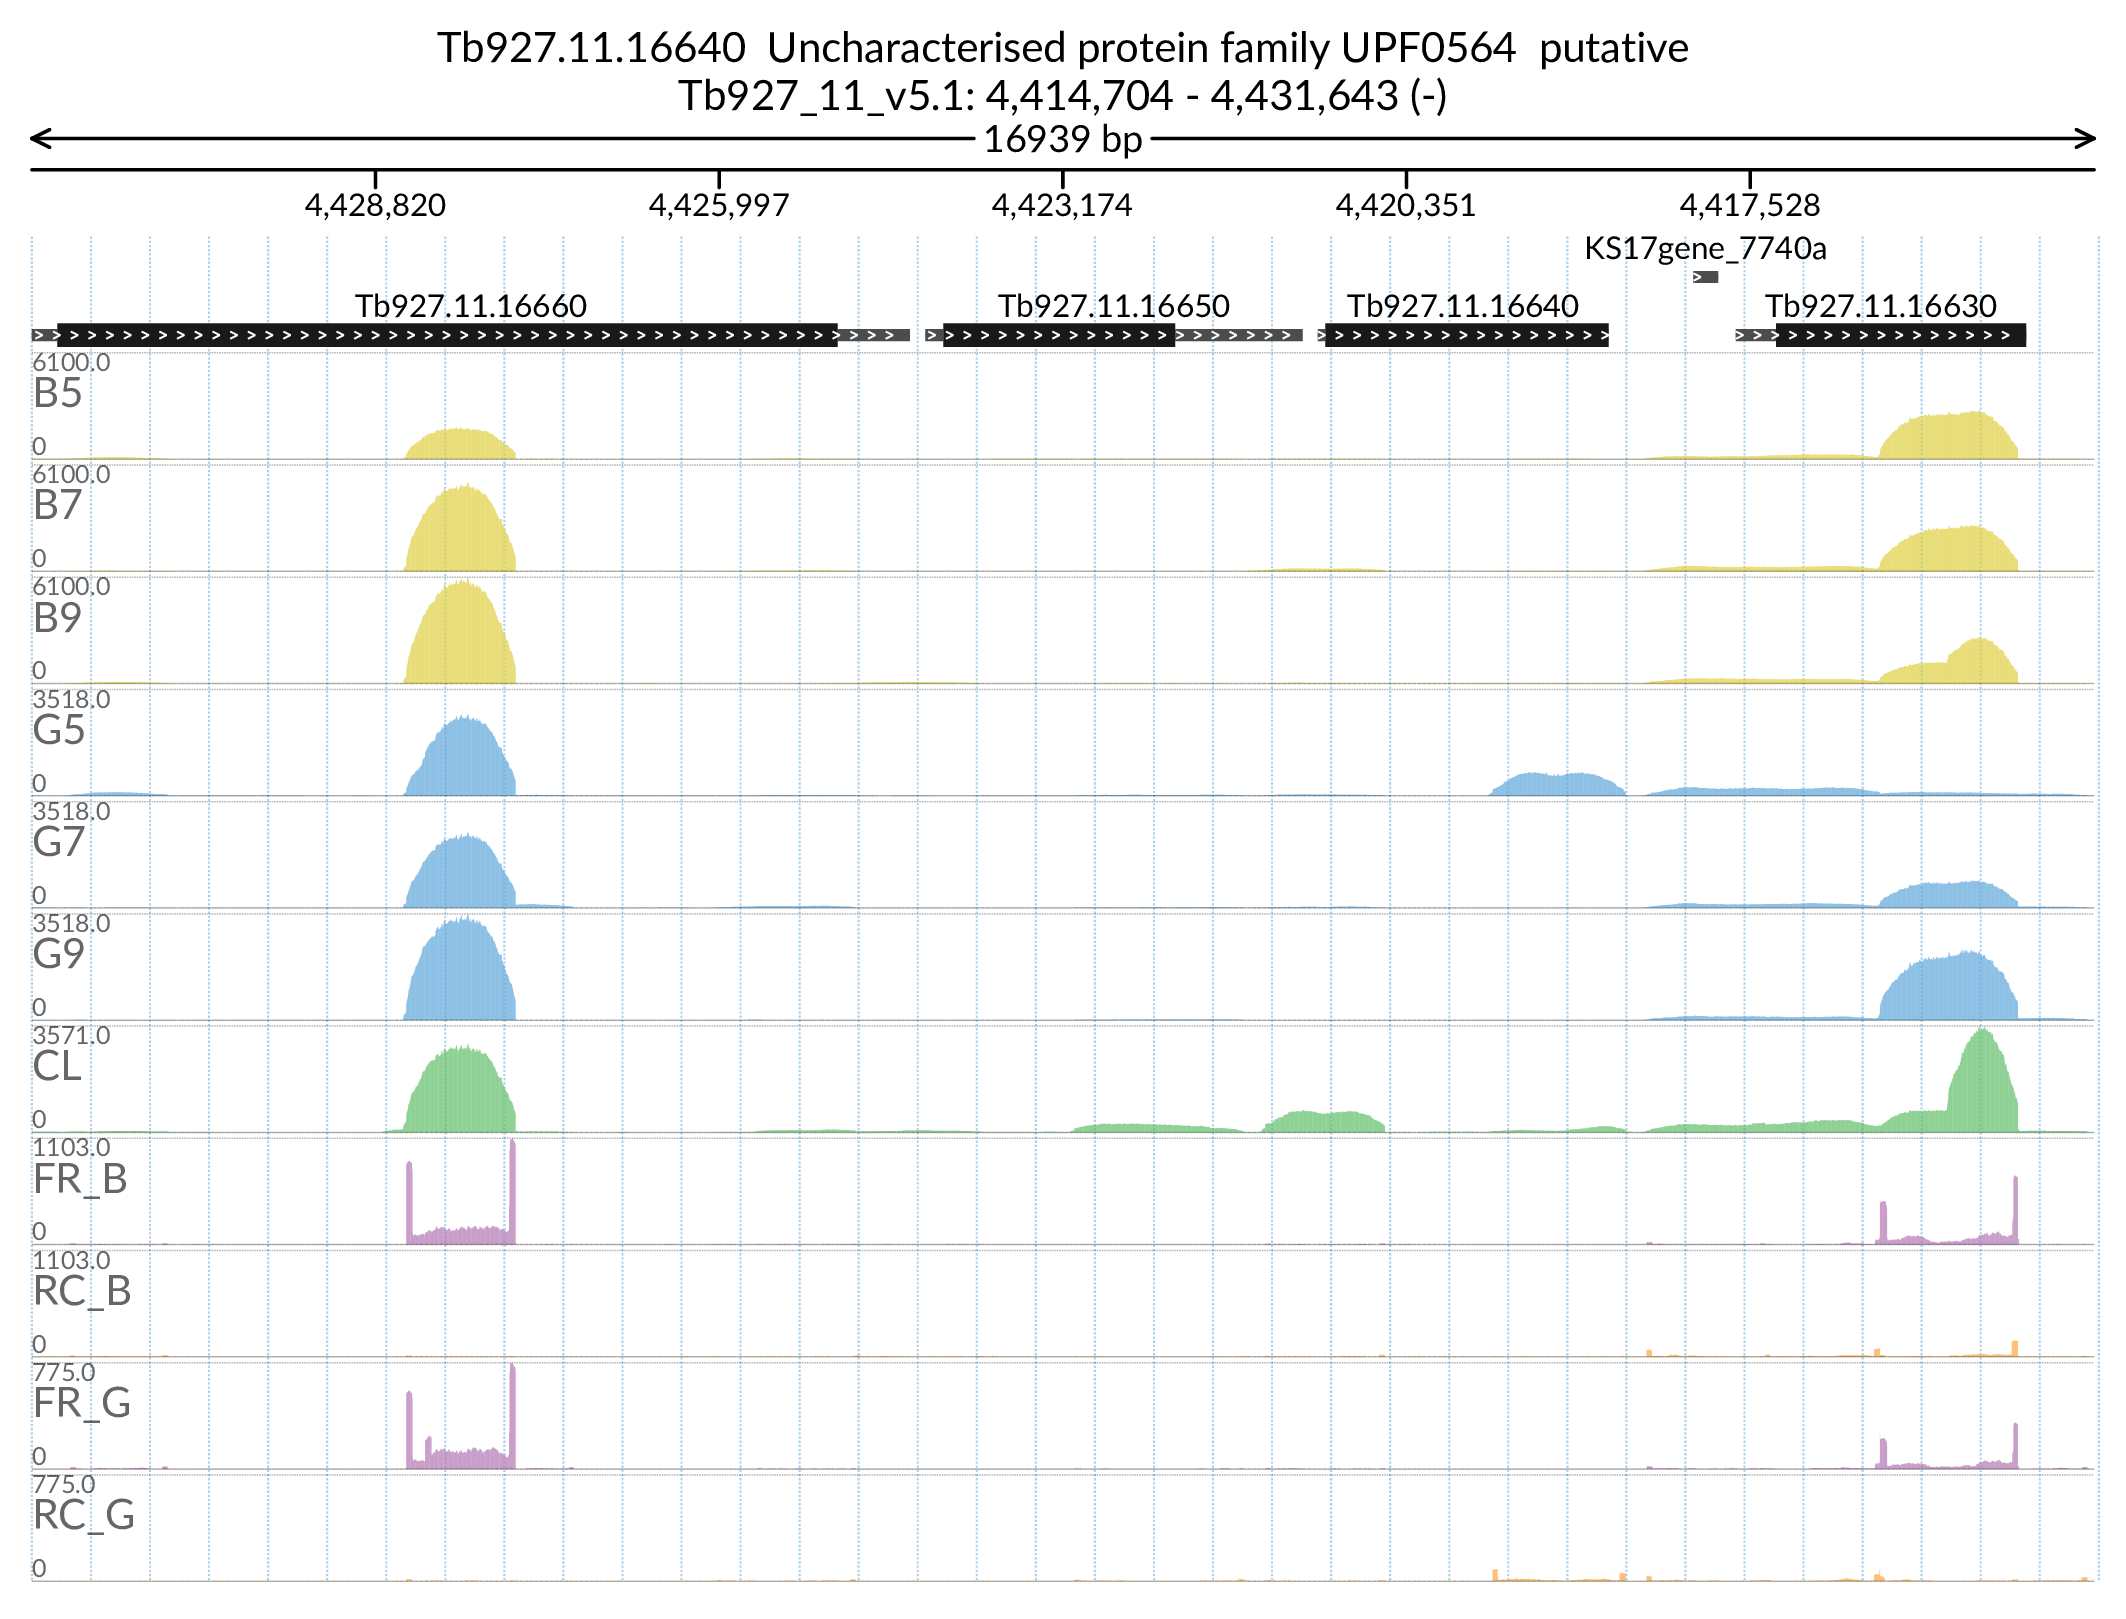 Tb927.11.16640  Uncharacterised protein family UPF0564  putative
Tb927_11_v5.1: 4,414,704 - 4,431,643 (-)
16939 bp
4,428,820 4,425,997 4,423,174 4,420,351 4,417,528
KS17gene_7740a
Tb927.11.16660 Tb927.11.16650 Tb927.11.16640 Tb927.11.16630
6100.0
B5
0
6100.0
B7
0
6100.0
B9
0
3518.0
G5
0
3518.0
G7
0
3518.0
G9
0
3571.0
CL
0
1103.0
FR_B
0
1103.0
RC_B
0
775.0
FR_G
0
775.0
RC_G
0